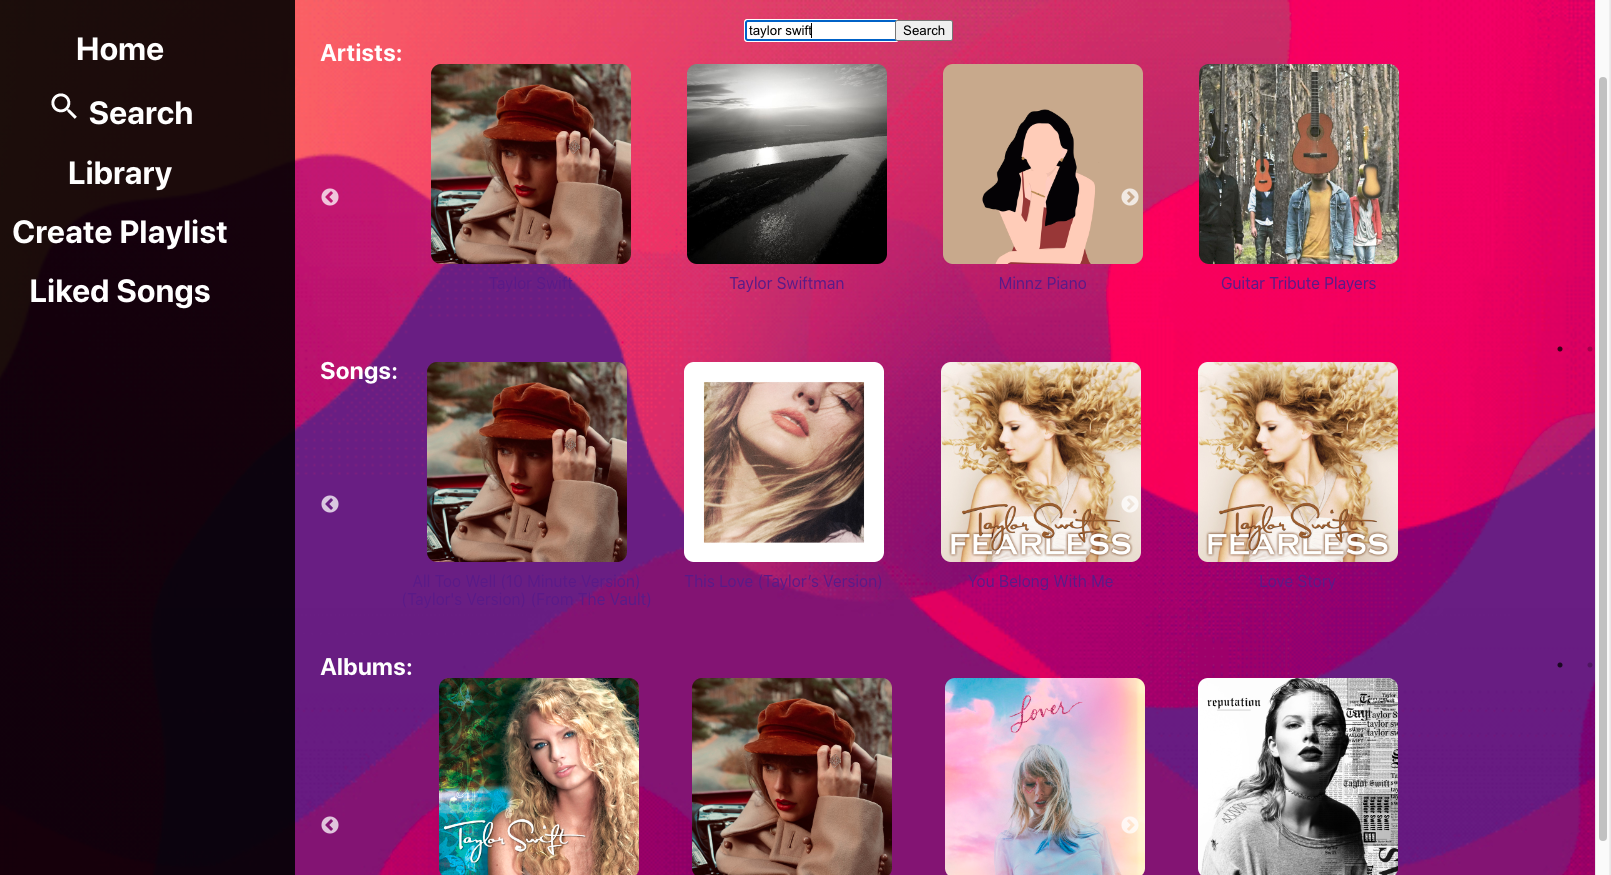 Home
Search
Library
Create Playlist
Liked Songs
taylor swift
Search
Artists:
Taylor Swift
Taylor Swiftman
Minnz Piano
Guitar Tribute Players
Songs:
Taylor Swift
FEARLESS
Taylor Swift
FEARLESS
All Too Well (10 Minute Version)
(Taylor's Version) (From The Vault)
This Love (Taylor's Version)
You Belong With Me
Love Story
Albums:
Taylor Swift
Lover
reputation